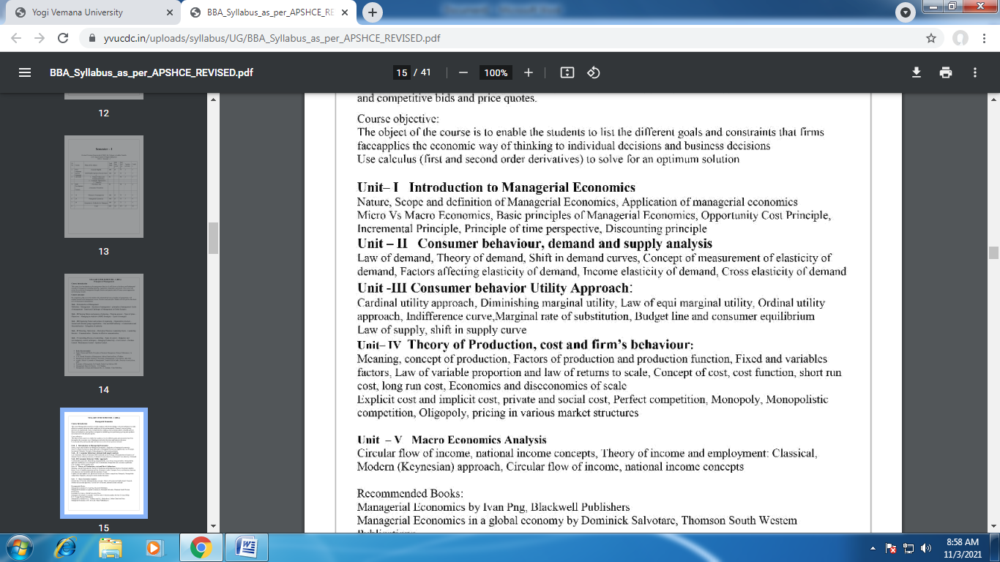 Yogi Vemana University
BBA_Syllabus_as_per_APSHCE_RE
yvucdc.in/uploads/syllabus/UG/BBA_Syllabus_as_per_APSHCE_REVISED.pdf
BBA_Syllabus_as_per_APSHCE_REVISED.pdf
15 / 41
100%
12
13
14
15
and competitive bids and price quotes.
Course objective:
The object of the course is to enable the students to list the different goals and constraints that firms
faceapplies the economic way of thinking to individual decisions and business decisions
Use calculus (first and second order derivatives) to solve for an optimum solution
Unit– I Introduction to Managerial Economics
Nature, Scope and definition of Managerial Economics, Application of managerial economics
Micro Vs Macro Economics, Basic principles of Managerial Economics, Opportunity Cost Principle,
Incremental Principle, Principle of time perspective, Discounting principle
Unit – II Consumer behaviour, demand and supply analysis
Law of demand, Theory of demand, Shift in demand curves, Concept of measurement of elasticity of
demand, Factors affecting elasticity of demand, Income elasticity of demand, Cross elasticity of demand
Unit -III Consumer behavior Utility Approach:
Cardinal utility approach, Diminishing marginal utility, Law of equi marginal utility, Ordinal utility
approach, Indifference curve,Marginal rate of substitution, Budget line and consumer equilibrium
Law of supply, shift in supply curve
Unit– IV Theory of Production, cost and firm's behaviour:
Meaning, concept of production, Factors of production and production function, Fixed and variables
factors, Law of variable proportion and law of returns to scale, Concept of cost, cost function, short run
cost, long run cost, Economics and diseconomies of scale
Explicit cost and implicit cost, private and social cost, Perfect competition, Monopoly, Monopolistic
competition, Oligopoly, pricing in various market structures
Unit – V Macro Economics Analysis
Circular flow of income, national income concepts, Theory of income and employment: Classical,
Modern (Keynesian) approach, Circular flow of income, national income concepts
Recommended Books:
Managerial Economics by Ivan Png, Blackwell Publishers
Managerial Economics in a global economy by Dominick Salvotare, Thomson South Western
8:58 AM
11/3/2021